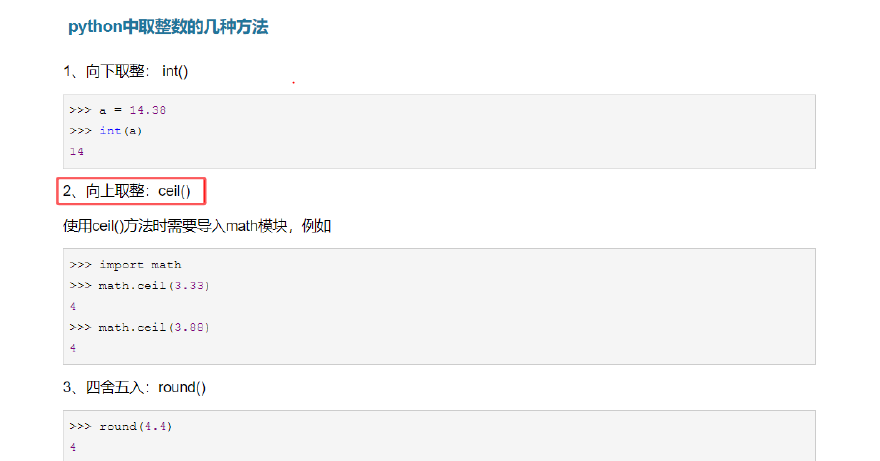 python中取整数的几种方法
1、向下取整： int()
>>> a = 14.38
>>> int(a)
14
2、向上取整：ceil()
使用ceil()方法时需要导入math模块，例如
>>> import math
>>> math.ceil(3.33)
4
>>> math.ceil(3.88)
4
3、四舍五入：round()
>>> round(4.4)
4